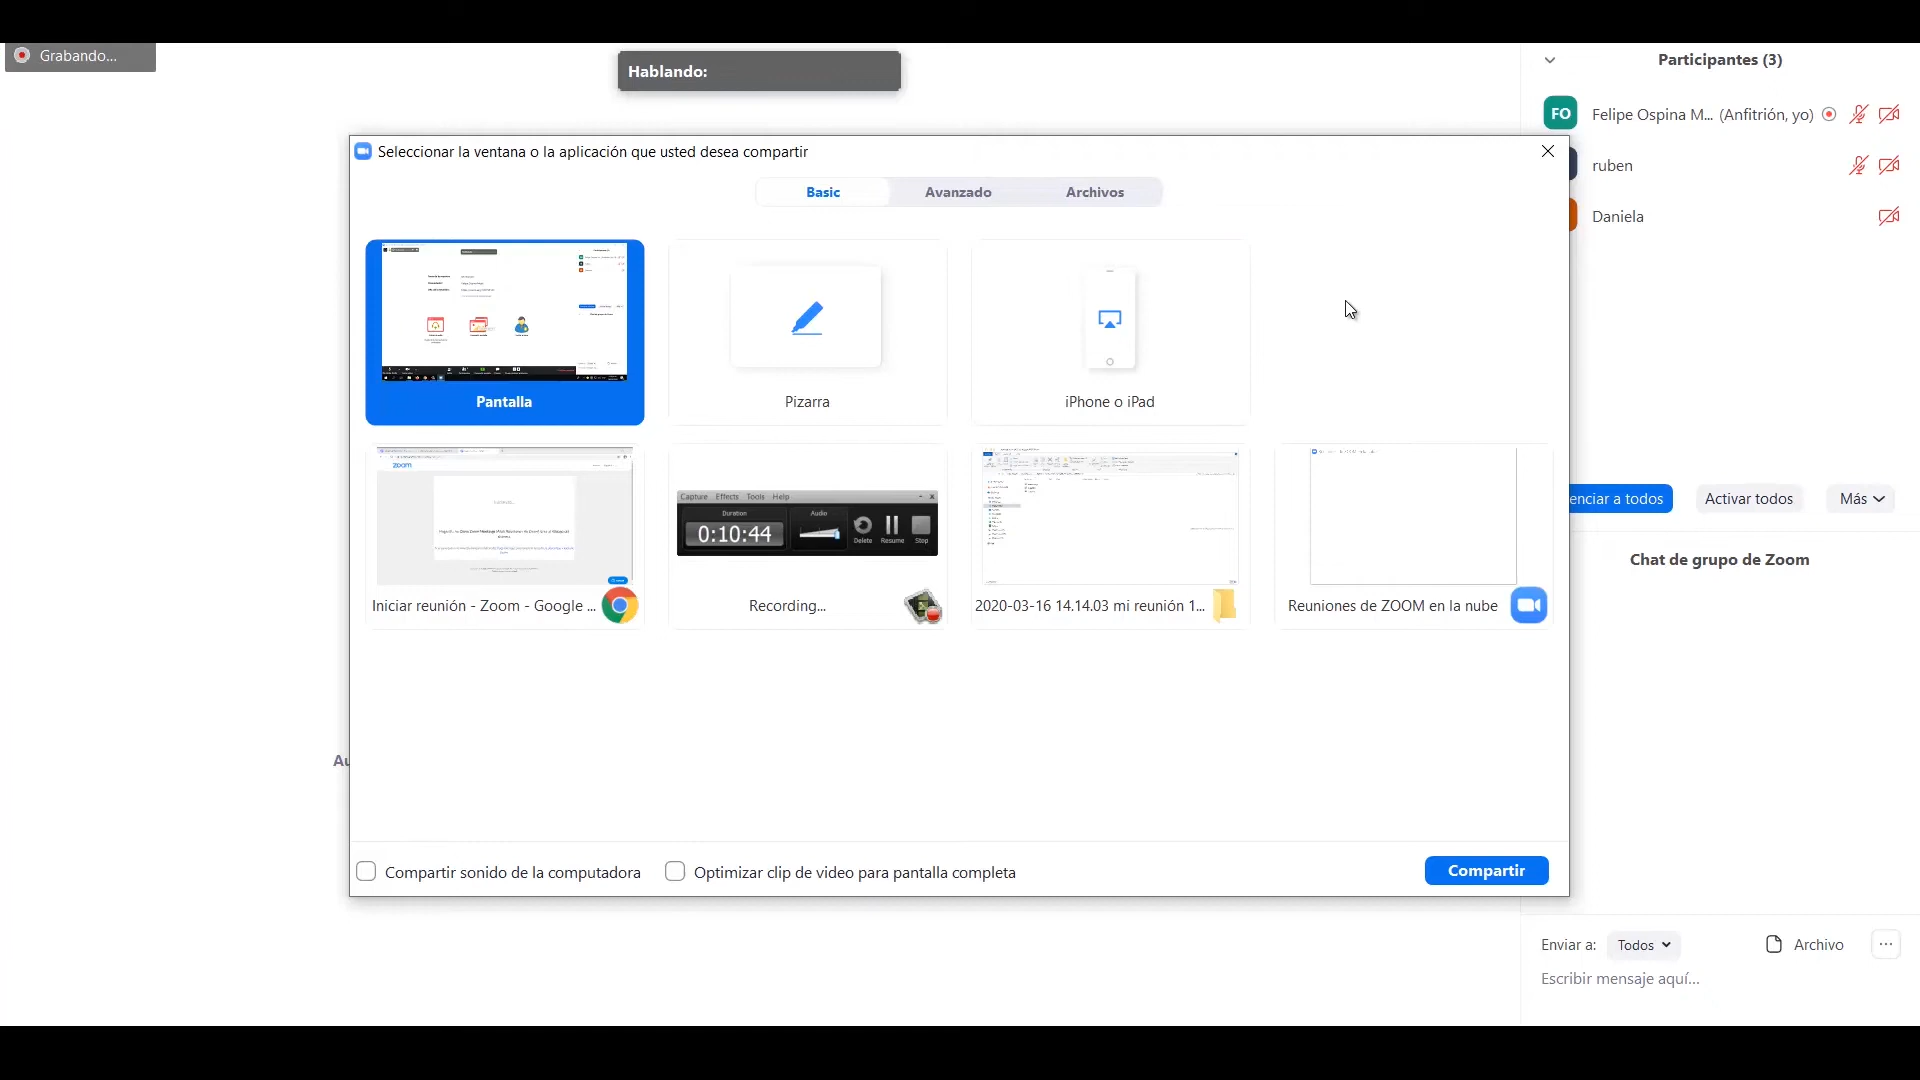 Grabando...
Hablando:
Participantes (3)
FO Felipe Ospina M... (Anfitrión, yo)
ruben
Daniela
Seleccionar la ventana o la aplicación que usted desea compartir
Basic Avanzado Archivos
Pantalla
Pizarra
iPhone o iPad
zoom
Capture Effects Tools Help
Duration Audio
0:10:44
Delete Resume Stop
Iniciar reunión - Zoom - Google ...
Recording...
2020-03-16 14.14.03 mi reunión 1...
Reuniones de ZOOM en la nube
enciar a todos Activar todos Más
Chat de grupo de Zoom
Au
Compartir sonido de la computadora
Optimizar clip de video para pantalla completa
Compartir
Enviar a: Todos Archivo ...
Escribir mensaje aquí...